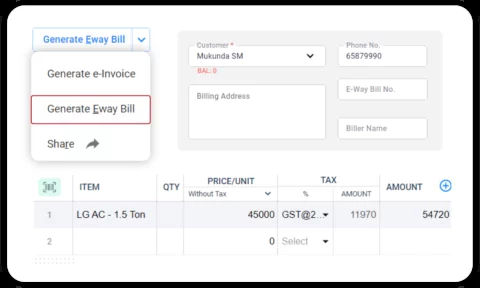 Generate Eway Bill
Generate e-Invoice
Generate Eway Bill
Share
Customer *
Mukunda SM
BAL: 0
Billing Address
Phone No.
65879990
E-Way Bill No.
Biller Name
ITEM QTY PRICE/UNIT TAX AMOUNT
Without Tax % AMOUNT
1 LG AC - 1.5 Ton 45000 GST@2... 11970 54720
2 0 Select